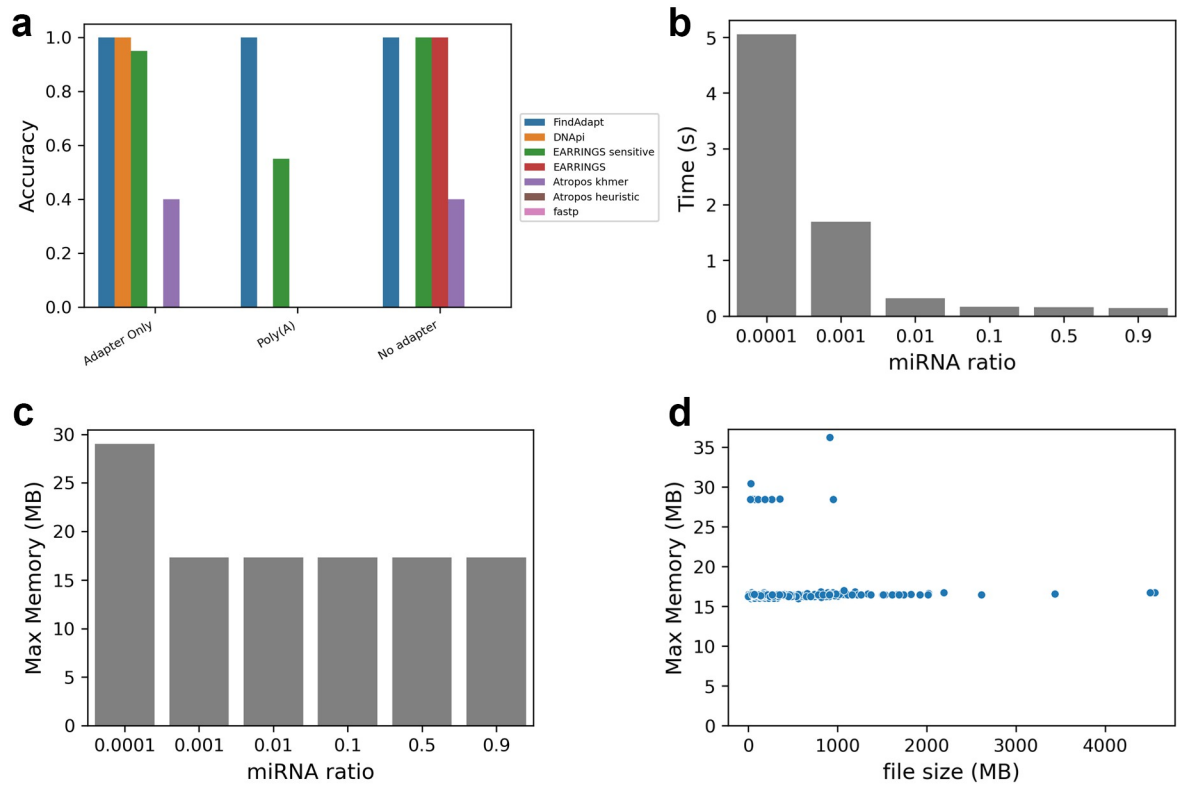 a
Accuracy
1.0
0.8
0.6
0.4
0.2
0.0
Adapter Only
Poly(A)
No adapter
FindAdapt
DNApi
EARRINGS sensitive
EARRINGS
Atropos khmer
Atropos heuristic
fastp
b
Time (s)
5
4
3
2
1
0
0.0001 0.001 0.01 0.1 0.5 0.9
miRNA ratio
c
Max Memory (MB)
30
25
20
15
10
5
0
0.0001 0.001 0.01 0.1 0.5 0.9
miRNA ratio
d
Max Memory (MB)
35
30
25
20
15
10
5
0
0 1000 2000 3000 4000
file size (MB)